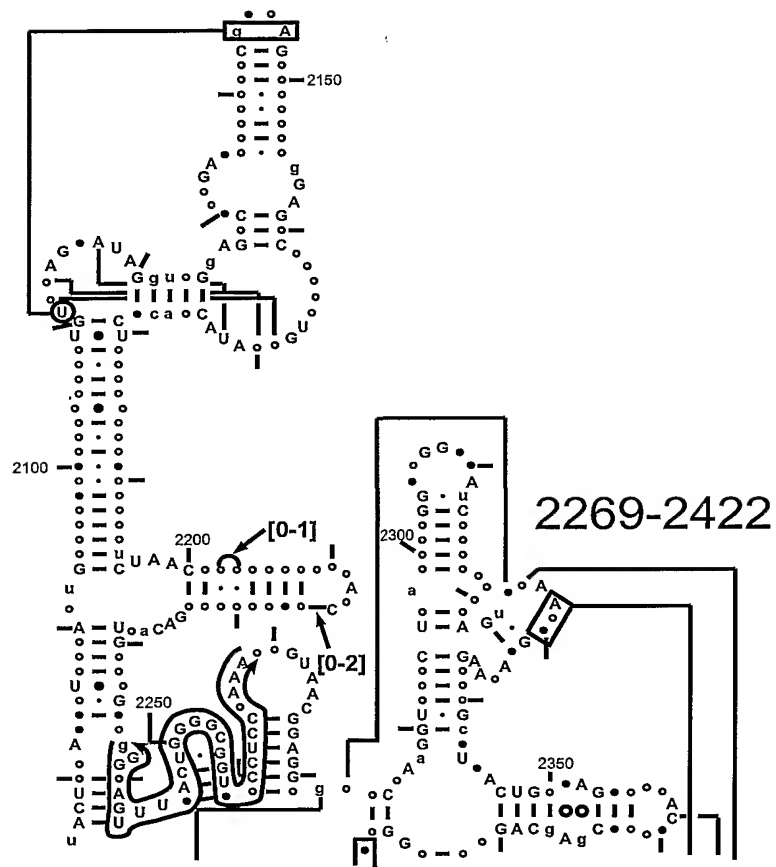 g A
C G
2150
A
G
g
G
A
C G
A G
G A g C
A G A U A
G g u G
U
c a C A U A G U
G C
U U
2100
2200
[0-1]
u
C U A A C
G
A
u
U G a C A G
C
[0-2]
A
U
G
A
2250
g
G G
G G G C G G U
G U C A
U U U
G A G U
A C U
u
A A A
C C U C C
G U A A C
G G A G G
g
2269-2422
G G
A
A
G U
G C
G
2300
a
U A
A
A
G
u
G
A
A A
C G
U G
G C
G U
a
A
A C U G
G A C
2350
A G
g A g C
A C
G G